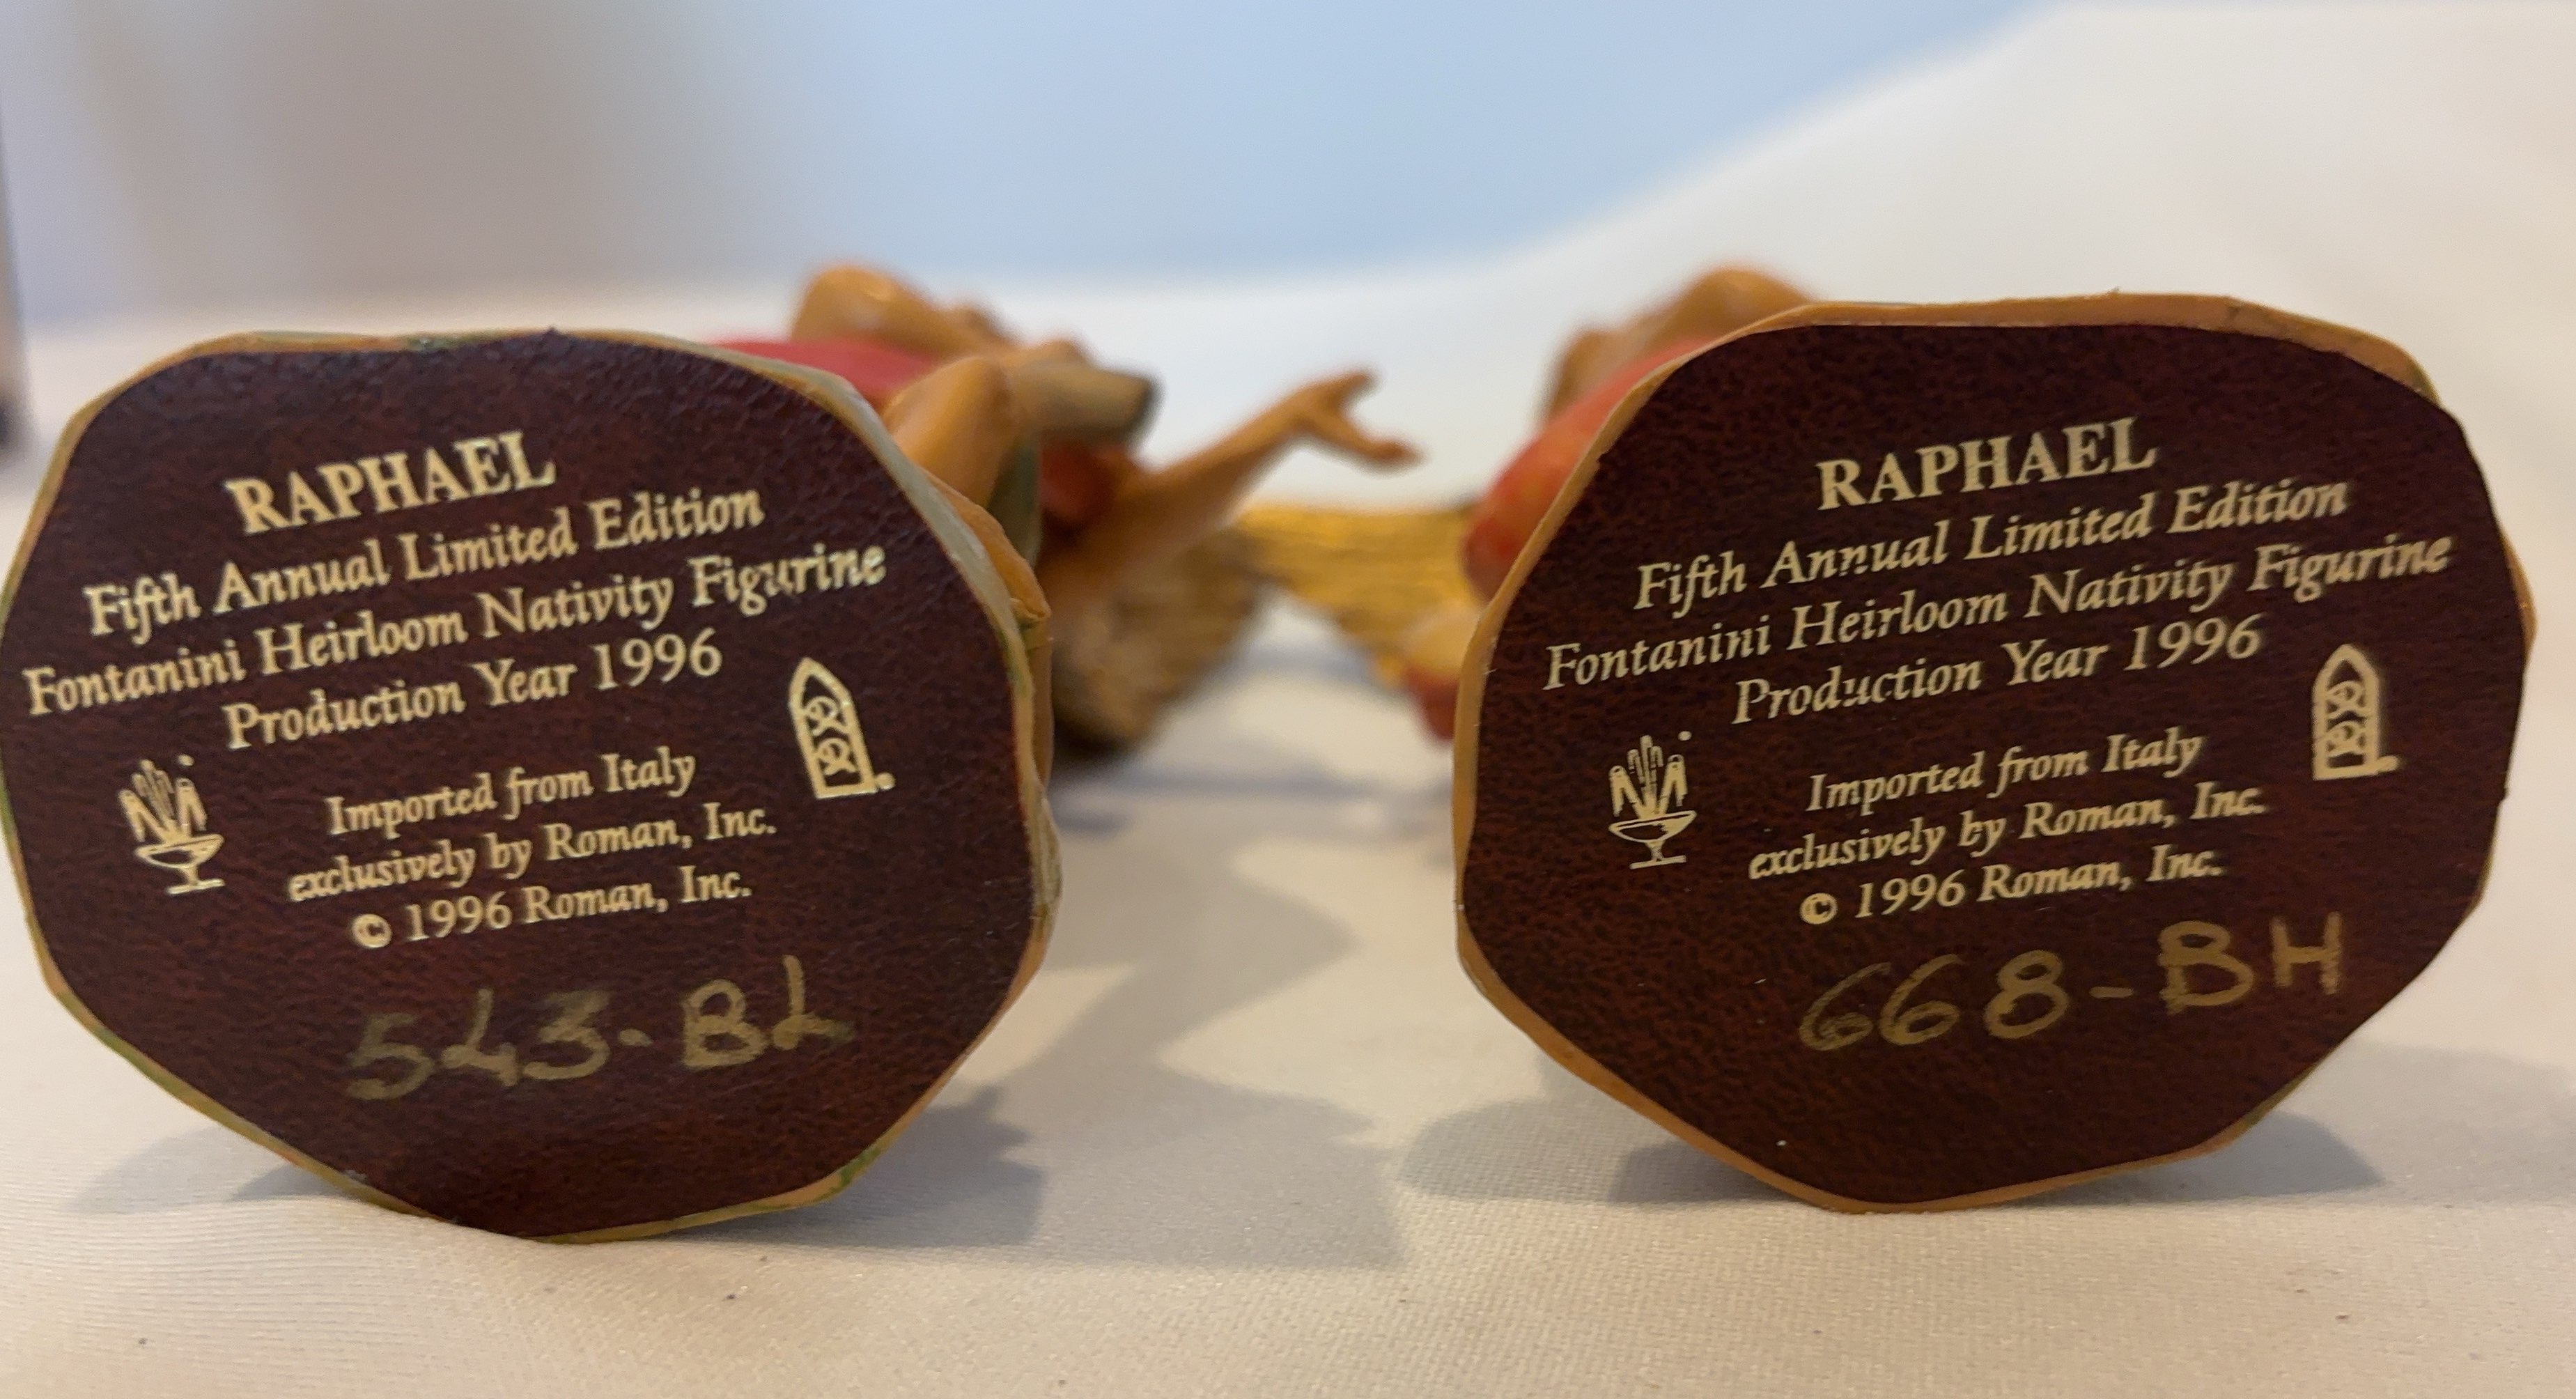 RAPHAEL
Fifth Annual Limited Edition
Fontanini Heirloom Nativity Figurine
Production Year 1996
Imported from Italy
exclusively by Roman, Inc.
© 1996 Roman, Inc.
543-BL
RAPHAEL
Fifth Annual Limited Edition
Fontanini Heirloom Nativity Figurine
Production Year 1996
Imported from Italy
exclusively by Roman, Inc.
© 1996 Roman, Inc.
668-BH